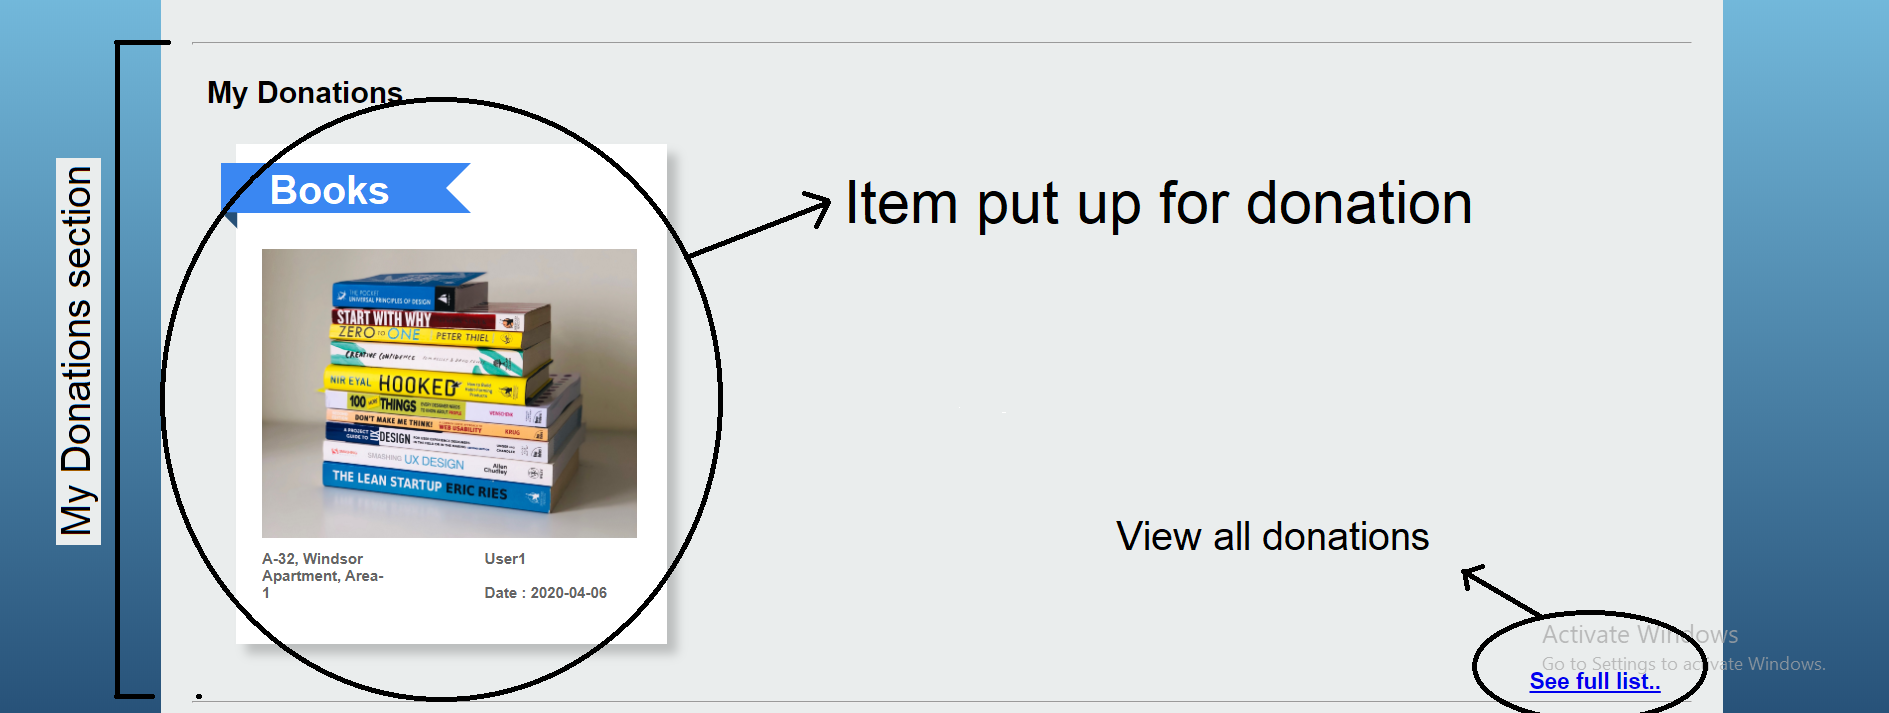 My Donations section
My Donations
Books
Item put up for donation
THE POCKET
UNIVERSAL PRINCIPLES OF DESIGN
START WITH WHY
ZERO TO ONE PETER THIEL
CREATIVE CONFIDENCE
NIR EYAL HOOKED
100 THINGS
DON'T MAKE ME THINK!
WEB USABILITY KRUG
A PROJECT
GUIDE TO UX DESIGN
SMASHING UX DESIGN Allen
Chudley
THE LEAN STARTUP ERIC RIES
A-32, Windsor
Apartment, Area-
1
User1
Date : 2020-04-06
View all donations
Activate Windows
Go to Settings to activate Windows.
See full list..